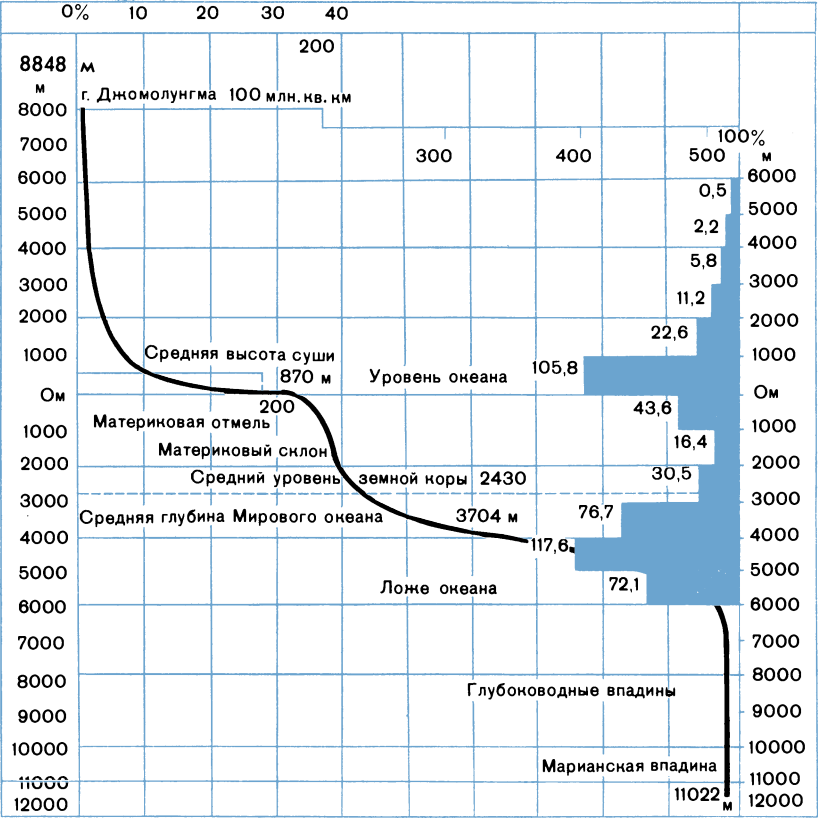 0% 10 20 30 40
200
8848 м
м
г. Джомолунгма 100 млн.кв.км
8000
7000
100%
300 400 500 м
6000 6000
0,5
5000 5000
2,2
4000 4000
5,8
3000 3000
11,2
2000 2000
22,6
1000 1000
Средняя высота суши
105,8
870 м Уровень океана
0м 0м
200 43,6
Материковая отмель
1000 1000
16,4
Материковый склон
2000 2000
Средний уровень земной коры 2430 30,5
3000 3000
Средняя глубина Мирового океана 3704 м 76,7
4000 4000
117,6
5000 5000
Ложе океана 72,1
6000 6000
7000 7000
8000 8000
Глубоководные впадины
9000 9000
10000 10000
Марианская впадина
11000 11000
11022 м
12000 12000